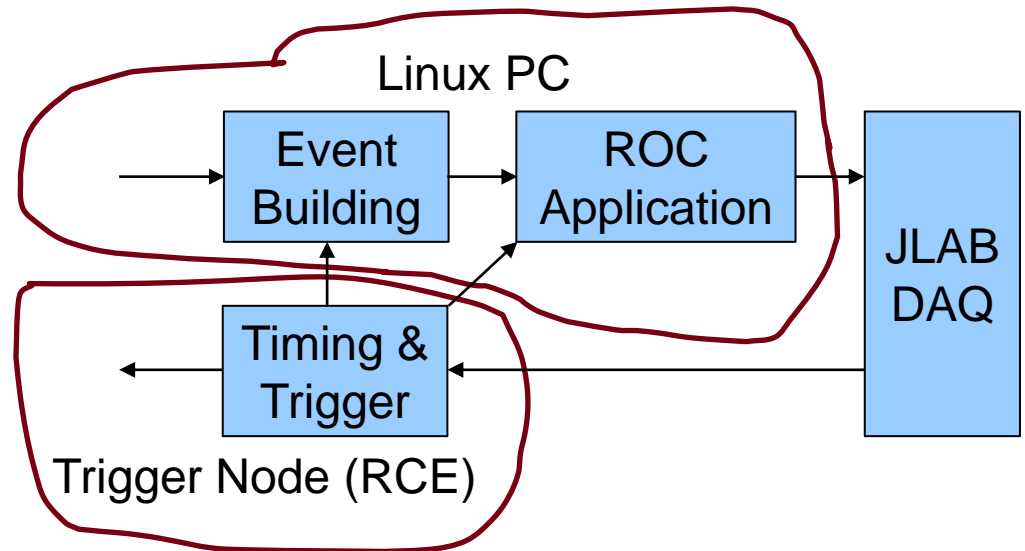 Linux PC
Event
Building
ROC
Application
JLAB
DAQ
Timing &
Trigger
Trigger Node (RCE)